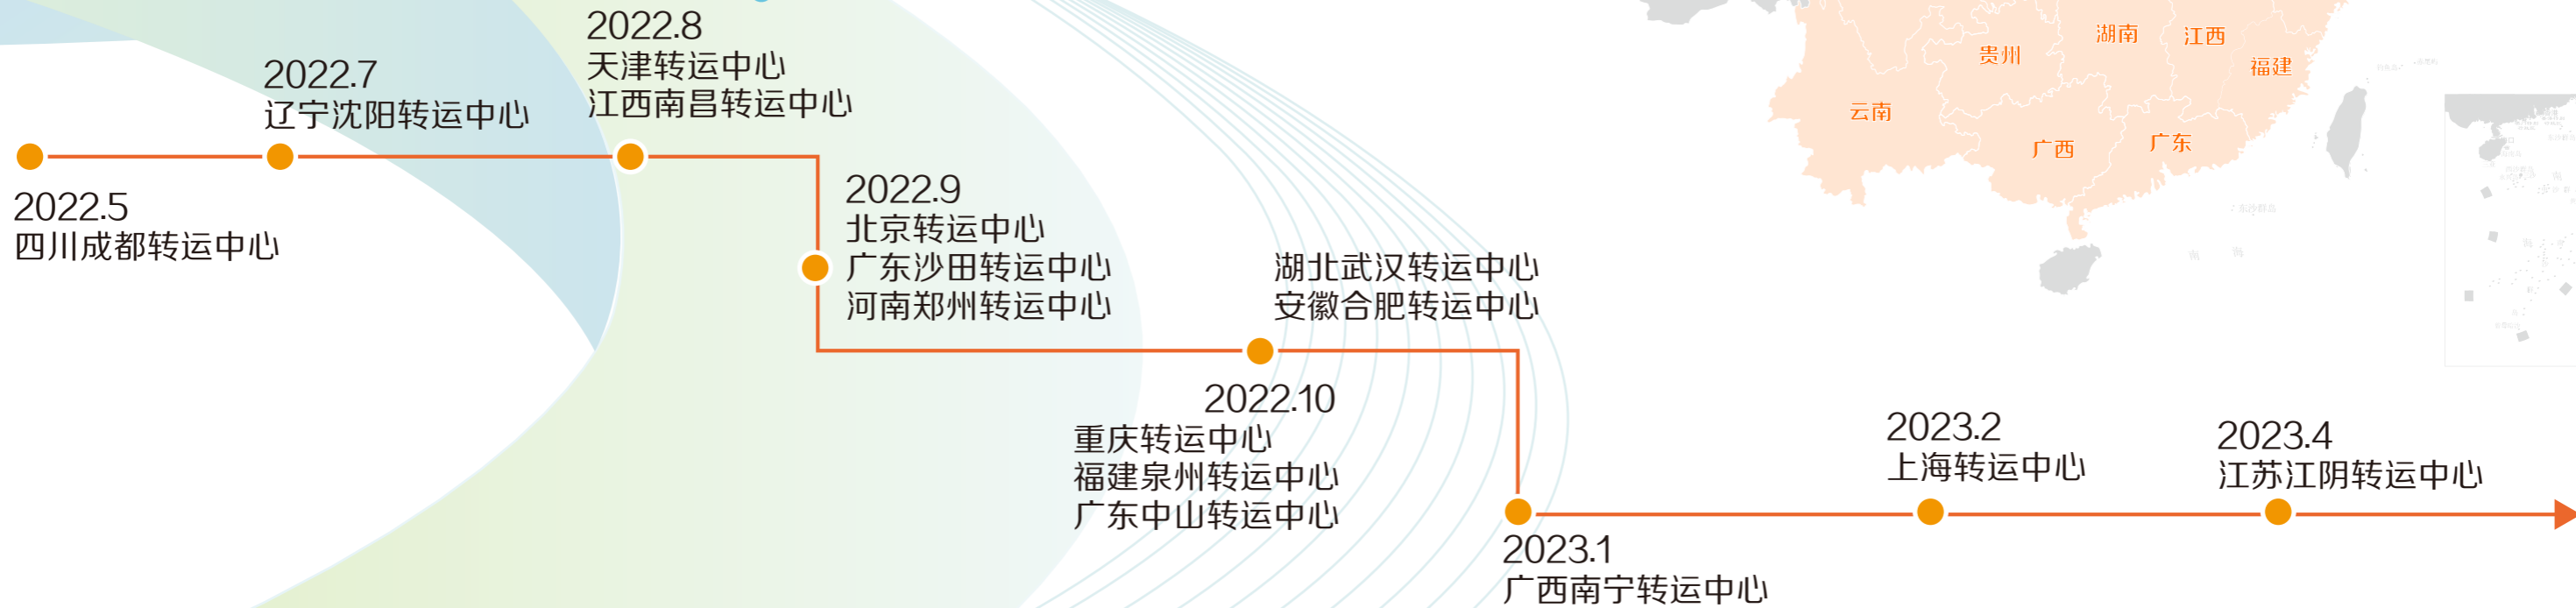 2022.5
四川成都转运中心
2022.7
辽宁沈阳转运中心
2022.8
天津转运中心
江西南昌转运中心
2022.9
北京转运中心
广东沙田转运中心
河南郑州转运中心
湖北武汉转运中心
安徽合肥转运中心
2022.10
重庆转运中心
福建泉州转运中心
广东中山转运中心
2023.1
广西南宁转运中心
2023.2
上海转运中心
2023.4
江苏江阴转运中心
湖南
江西
贵州
福建
云南
广西
广东
东沙群岛
南
海